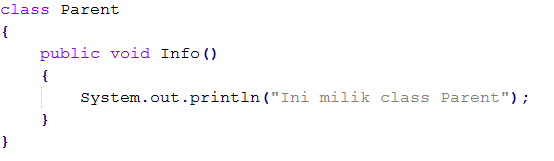 class Parent
{
    public void Info()
    {
        System.out.println("Ini milik class Parent");
    }
}